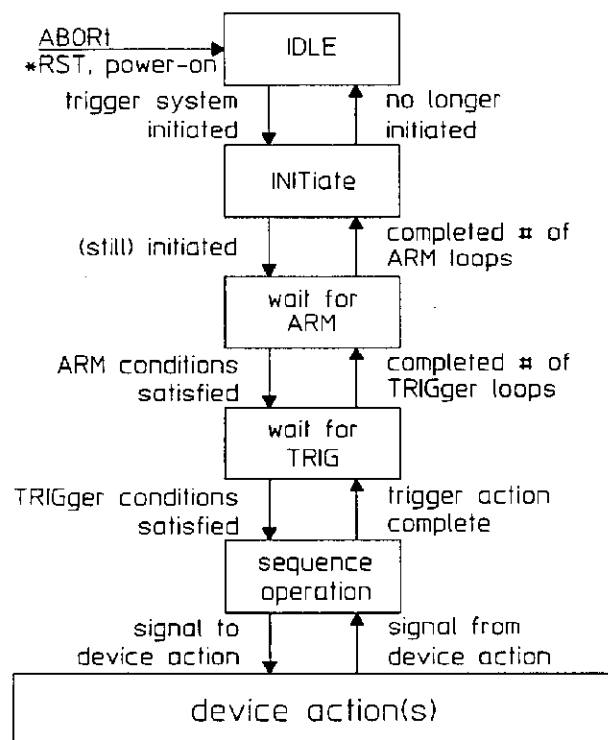 ABORt
*RST, power-on
IDLE
trigger system
initiated
no longer
initiated
INITiate
(still) initiated
completed # of
ARM loops
wait for
ARM
ARM conditions
satisfied
completed # of
TRIGger loops
wait for
TRIG
TRIGger conditions
satisfied
trigger action
complete
sequence
operation
signal to
device action
signal from
device action
device action(s)